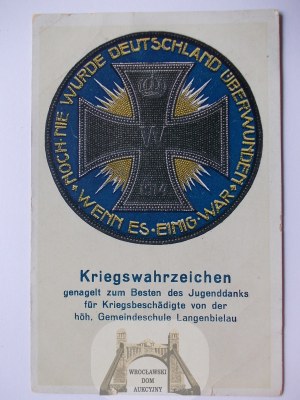 NOCH · NIE WURDE DEUTSCHLAND ÜBERWUNDEN
WENN ES · EINIG · WAR
W
1914
Kriegswahrzeichen
genagelt zum Besten des Jugenddanks
für Kriegsbeschädigte von der
höh. Gemeindeschule Langenbielau
WROCŁAWSKI
DOM
AUKCYJNY